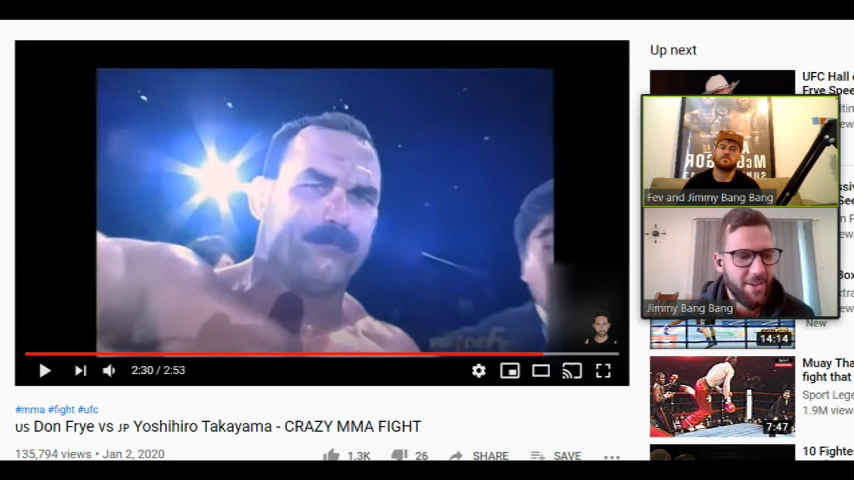 Up next
UFC Hall
Frye Spee
Fev and Jimmy Bang Bang
Jimmy Bang Bang
New
14:14
2:30 / 2:53
Muay Tha
fight that
Sport Lege
1.9M view
7:47
#mma #fight #ufc
US Don Frye vs JP Yoshihiro Takayama - CRAZY MMA FIGHT
135,794 views • Jan 2, 2020
1.3K
26
SHARE
SAVE
10 Fighter